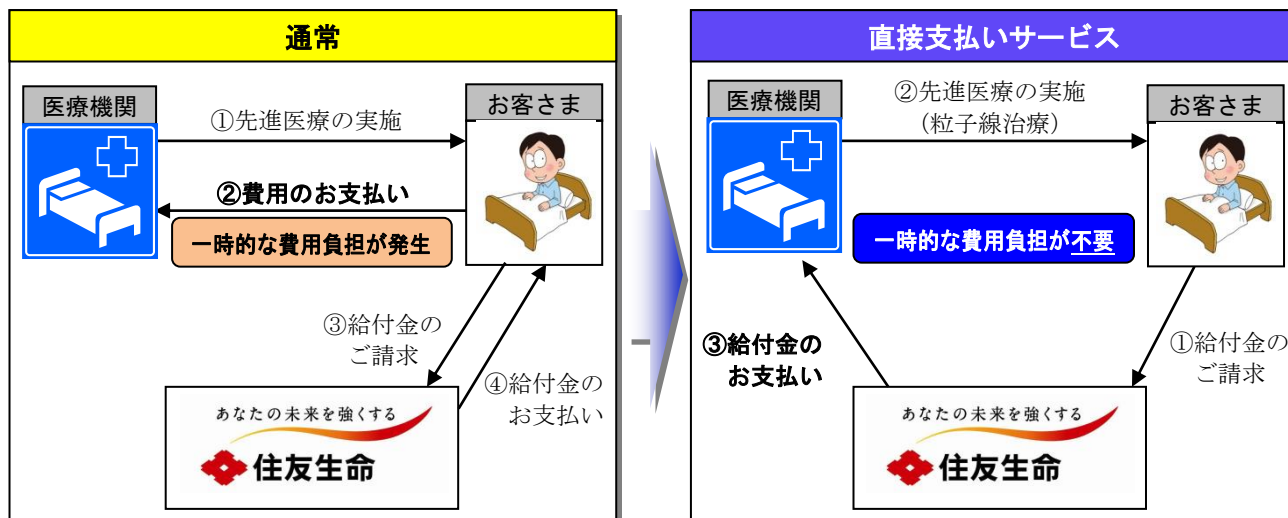 通常
医療機関
お客さま
①先進医療の実施
②費用のお支払い
一時的な費用負担が発生
③給付金の
ご請求
④給付金の
お支払い
あなたの未来を強くする
住友生命
直接支払いサービス
医療機関
お客さま
②先進医療の実施
(粒子線治療)
一時的な費用負担が不要
③給付金の
お支払い
①給付金の
ご請求
あなたの未来を強くする
住友生命